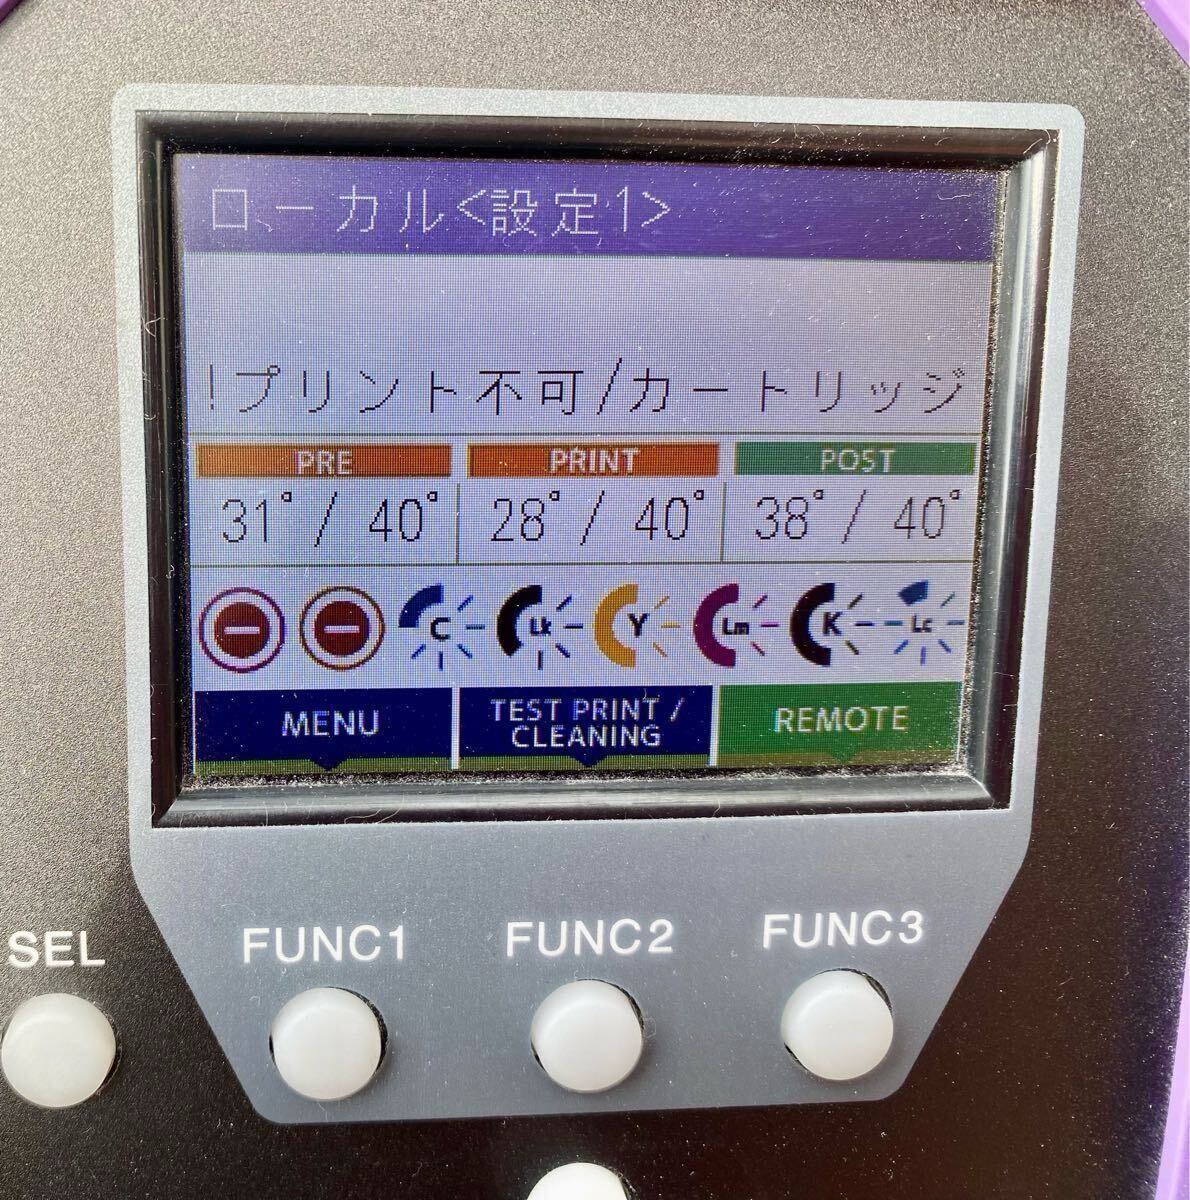 ローカル<設定1>
!プリント不可/カートリッジ
PRE PRINT POST
31°/ 40° 28°/ 40° 38°/ 40°
C Lk Y Lm K Lc
MENU TEST PRINT / CLEANING REMOTE
SEL FUNC1 FUNC2 FUNC3